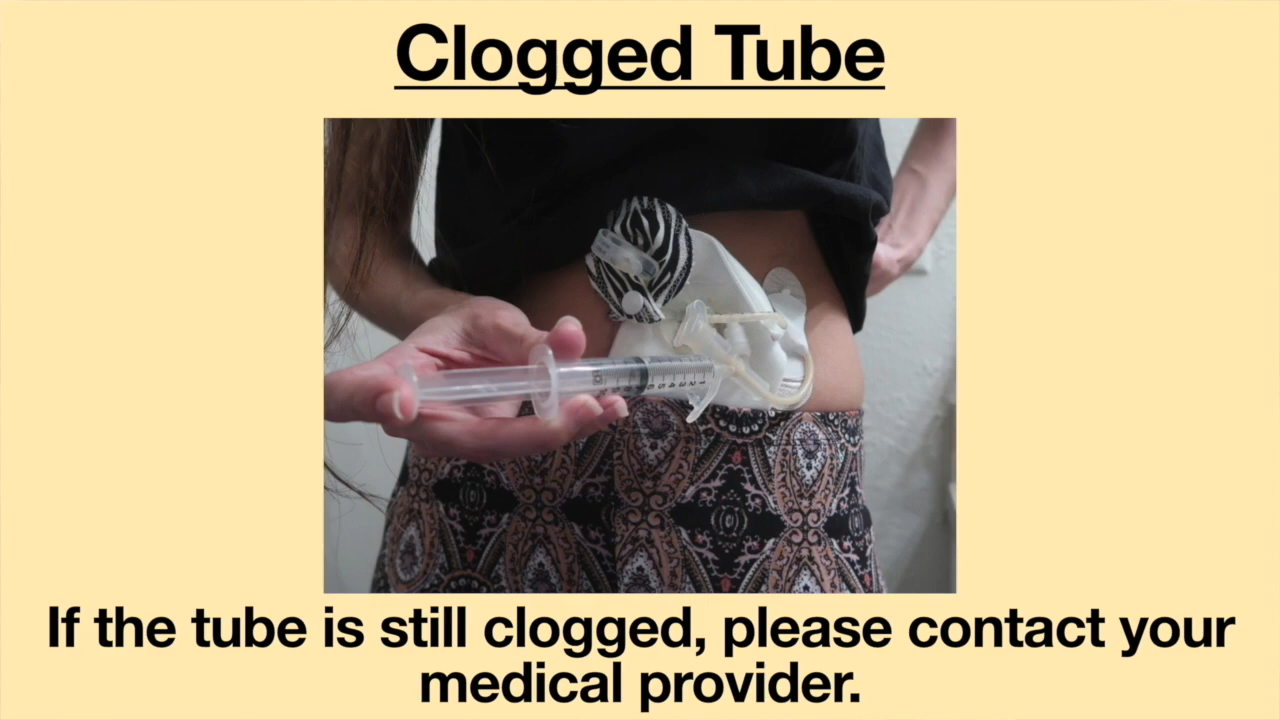 Clogged Tube
If the tube is still clogged, please contact your
medical provider.